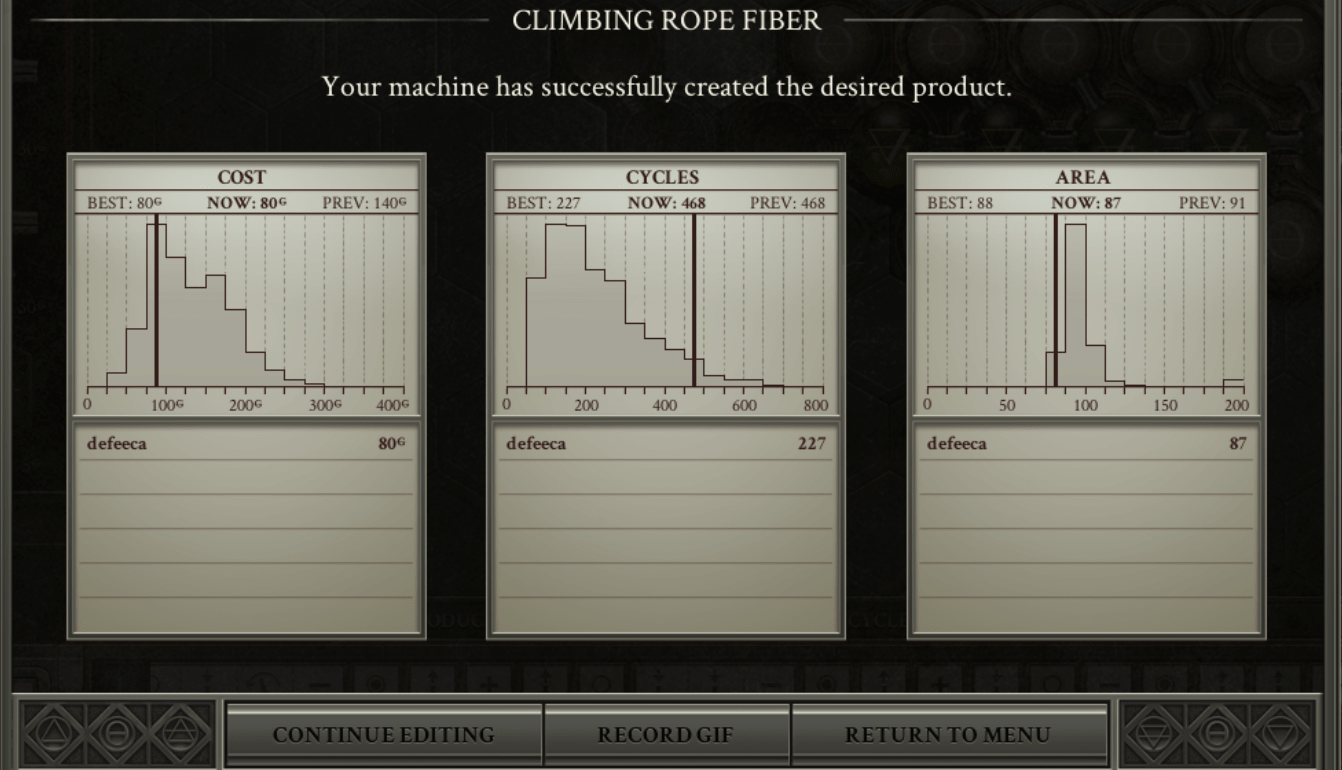 CLIMBING ROPE FIBER
Your machine has successfully created the desired product.
COST
BEST: 80G NOW: 80G PREV: 140G
0 100G 200G 300G 400G
defeeca 80G
CYCLES
BEST: 227 NOW: 468 PREV: 468
0 200 400 600 800
defeeca 227
AREA
BEST: 88 NOW: 87 PREV: 91
0 50 100 150 200
defeeca 87
CONTINUE EDITING
RECORD GIF
RETURN TO MENU